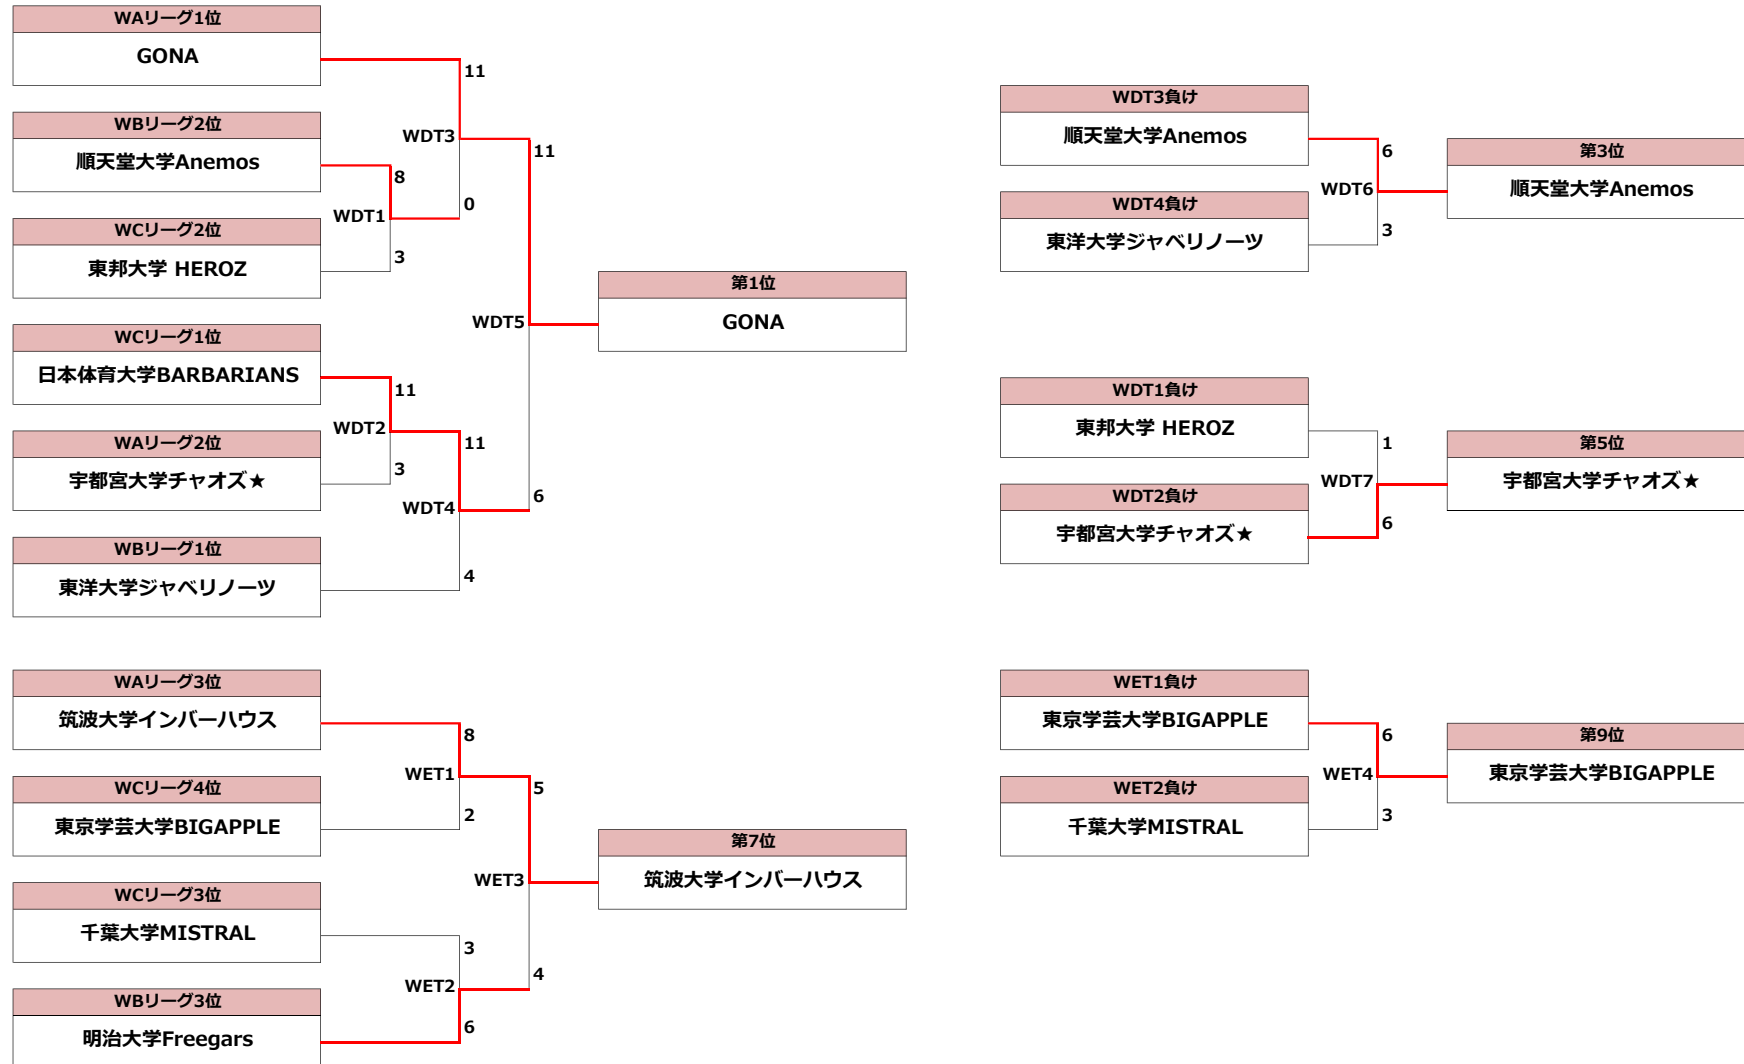 WAリーグ1位
GONA
11
WBリーグ2位
順天堂大学Anemos
WDT3
11
8
WDT1
0
WCリーグ2位
東邦大学 HEROZ
3
第1位
GONA
WDT5
WCリーグ1位
日本体育大学BARBARIANS
11
WDT2
11
WAリーグ2位
宇都宮大学チャオズ★
3
WDT4
6
WBリーグ1位
東洋大学ジャベリノーツ
4
WDT3負け
順天堂大学Anemos
6
第3位
順天堂大学Anemos
WDT6
WDT4負け
東洋大学ジャベリノーツ
3
WDT1負け
東邦大学 HEROZ
1
第5位
宇都宮大学チャオズ★
WDT7
WDT2負け
宇都宮大学チャオズ★
6
WAリーグ3位
筑波大学インバーハウス
8
WET1
5
WCリーグ4位
東京学芸大学BIGAPPLE
2
第7位
筑波大学インバーハウス
WET3
WCリーグ3位
千葉大学MISTRAL
3
WET2
4
WBリーグ3位
明治大学Freegars
6
WET1負け
東京学芸大学BIGAPPLE
6
第9位
東京学芸大学BIGAPPLE
WET4
WET2負け
千葉大学MISTRAL
3